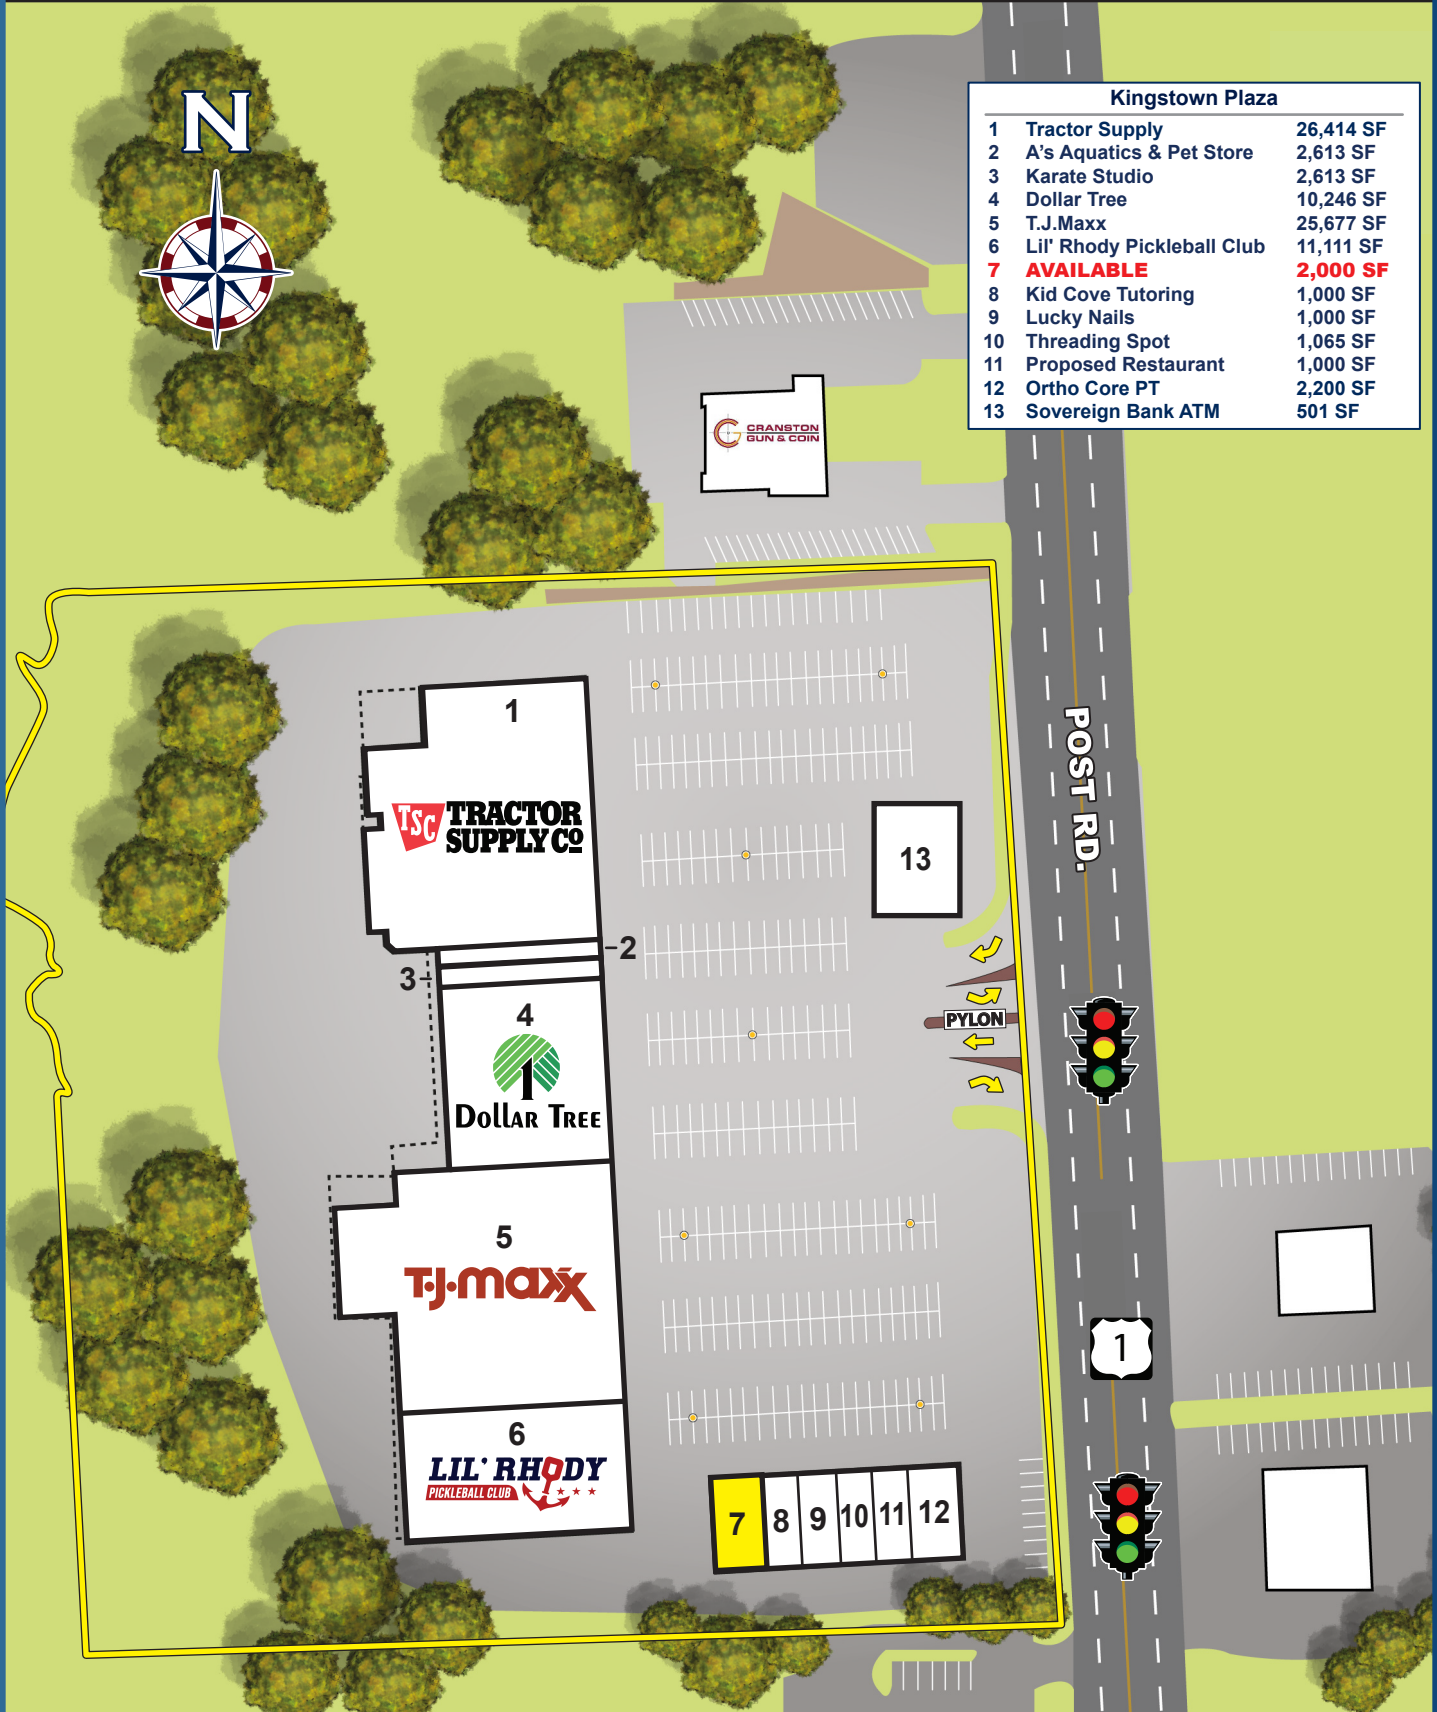 N
Kingstown Plaza
1 Tractor Supply 26,414 SF
2 A's Aquatics & Pet Store 2,613 SF
3 Karate Studio 2,613 SF
4 Dollar Tree 10,246 SF
5 T.J.Maxx 25,677 SF
6 Lil' Rhody Pickleball Club 11,111 SF
7 AVAILABLE 2,000 SF
8 Kid Cove Tutoring 1,000 SF
9 Lucky Nails 1,000 SF
10 Threading Spot 1,065 SF
11 Proposed Restaurant 1,000 SF
12 Ortho Core PT 2,200 SF
13 Sovereign Bank ATM 501 SF
CRANSTON
GUN & COIN
1
TSC TRACTOR
SUPPLY CO
POST RD.
13
2
3
4
DOLLAR TREE
PYLON
5
T.J.maxx
1
6
LIL' RHODY
PICKLEBALL CLUB
7 8 9 10 11 12